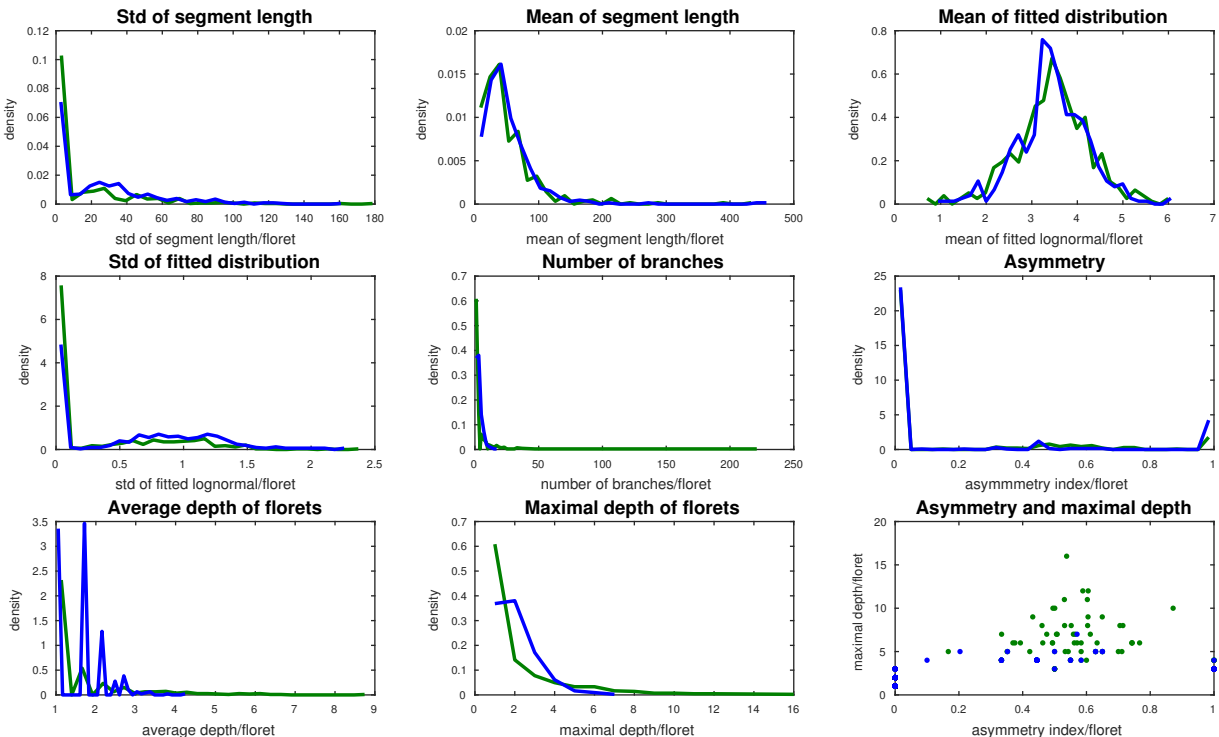 Std of segment length
0.12
0.1
0.08
0.06
0.04
0.02
0
density
0 20 40 60 80 100 120 140 160 180
std of segment length/floret
Mean of segment length
0.02
0.015
0.01
0.005
0
density
0 100 200 300 400 500
mean of segment length/floret
Mean of fitted distribution
0.8
0.6
0.4
0.2
0
density
0 1 2 3 4 5 6 7
mean of fitted lognormal/floret
Std of fitted distribution
8
6
4
2
0
density
0 0.5 1 1.5 2 2.5
std of fitted lognormal/floret
Number of branches
0.7
0.6
0.5
0.4
0.3
0.2
0.1
0
density
0 50 100 150 200 250
number of branches/floret
Asymmetry
25
20
15
10
5
0
density
0 0.2 0.4 0.6 0.8 1
asymmmetry index/floret
Average depth of florets
3.5
3
2.5
2
1.5
1
0.5
0
density
1 2 3 4 5 6 7 8 9
average depth/floret
Maximal depth of florets
0.7
0.6
0.5
0.4
0.3
0.2
0.1
0
density
0 2 4 6 8 10 12 14 16
maximal depth/floret
Asymmetry and maximal depth
20
15
10
5
0
maximal depth/floret
0 0.2 0.4 0.6 0.8 1
asymmetry index/floret